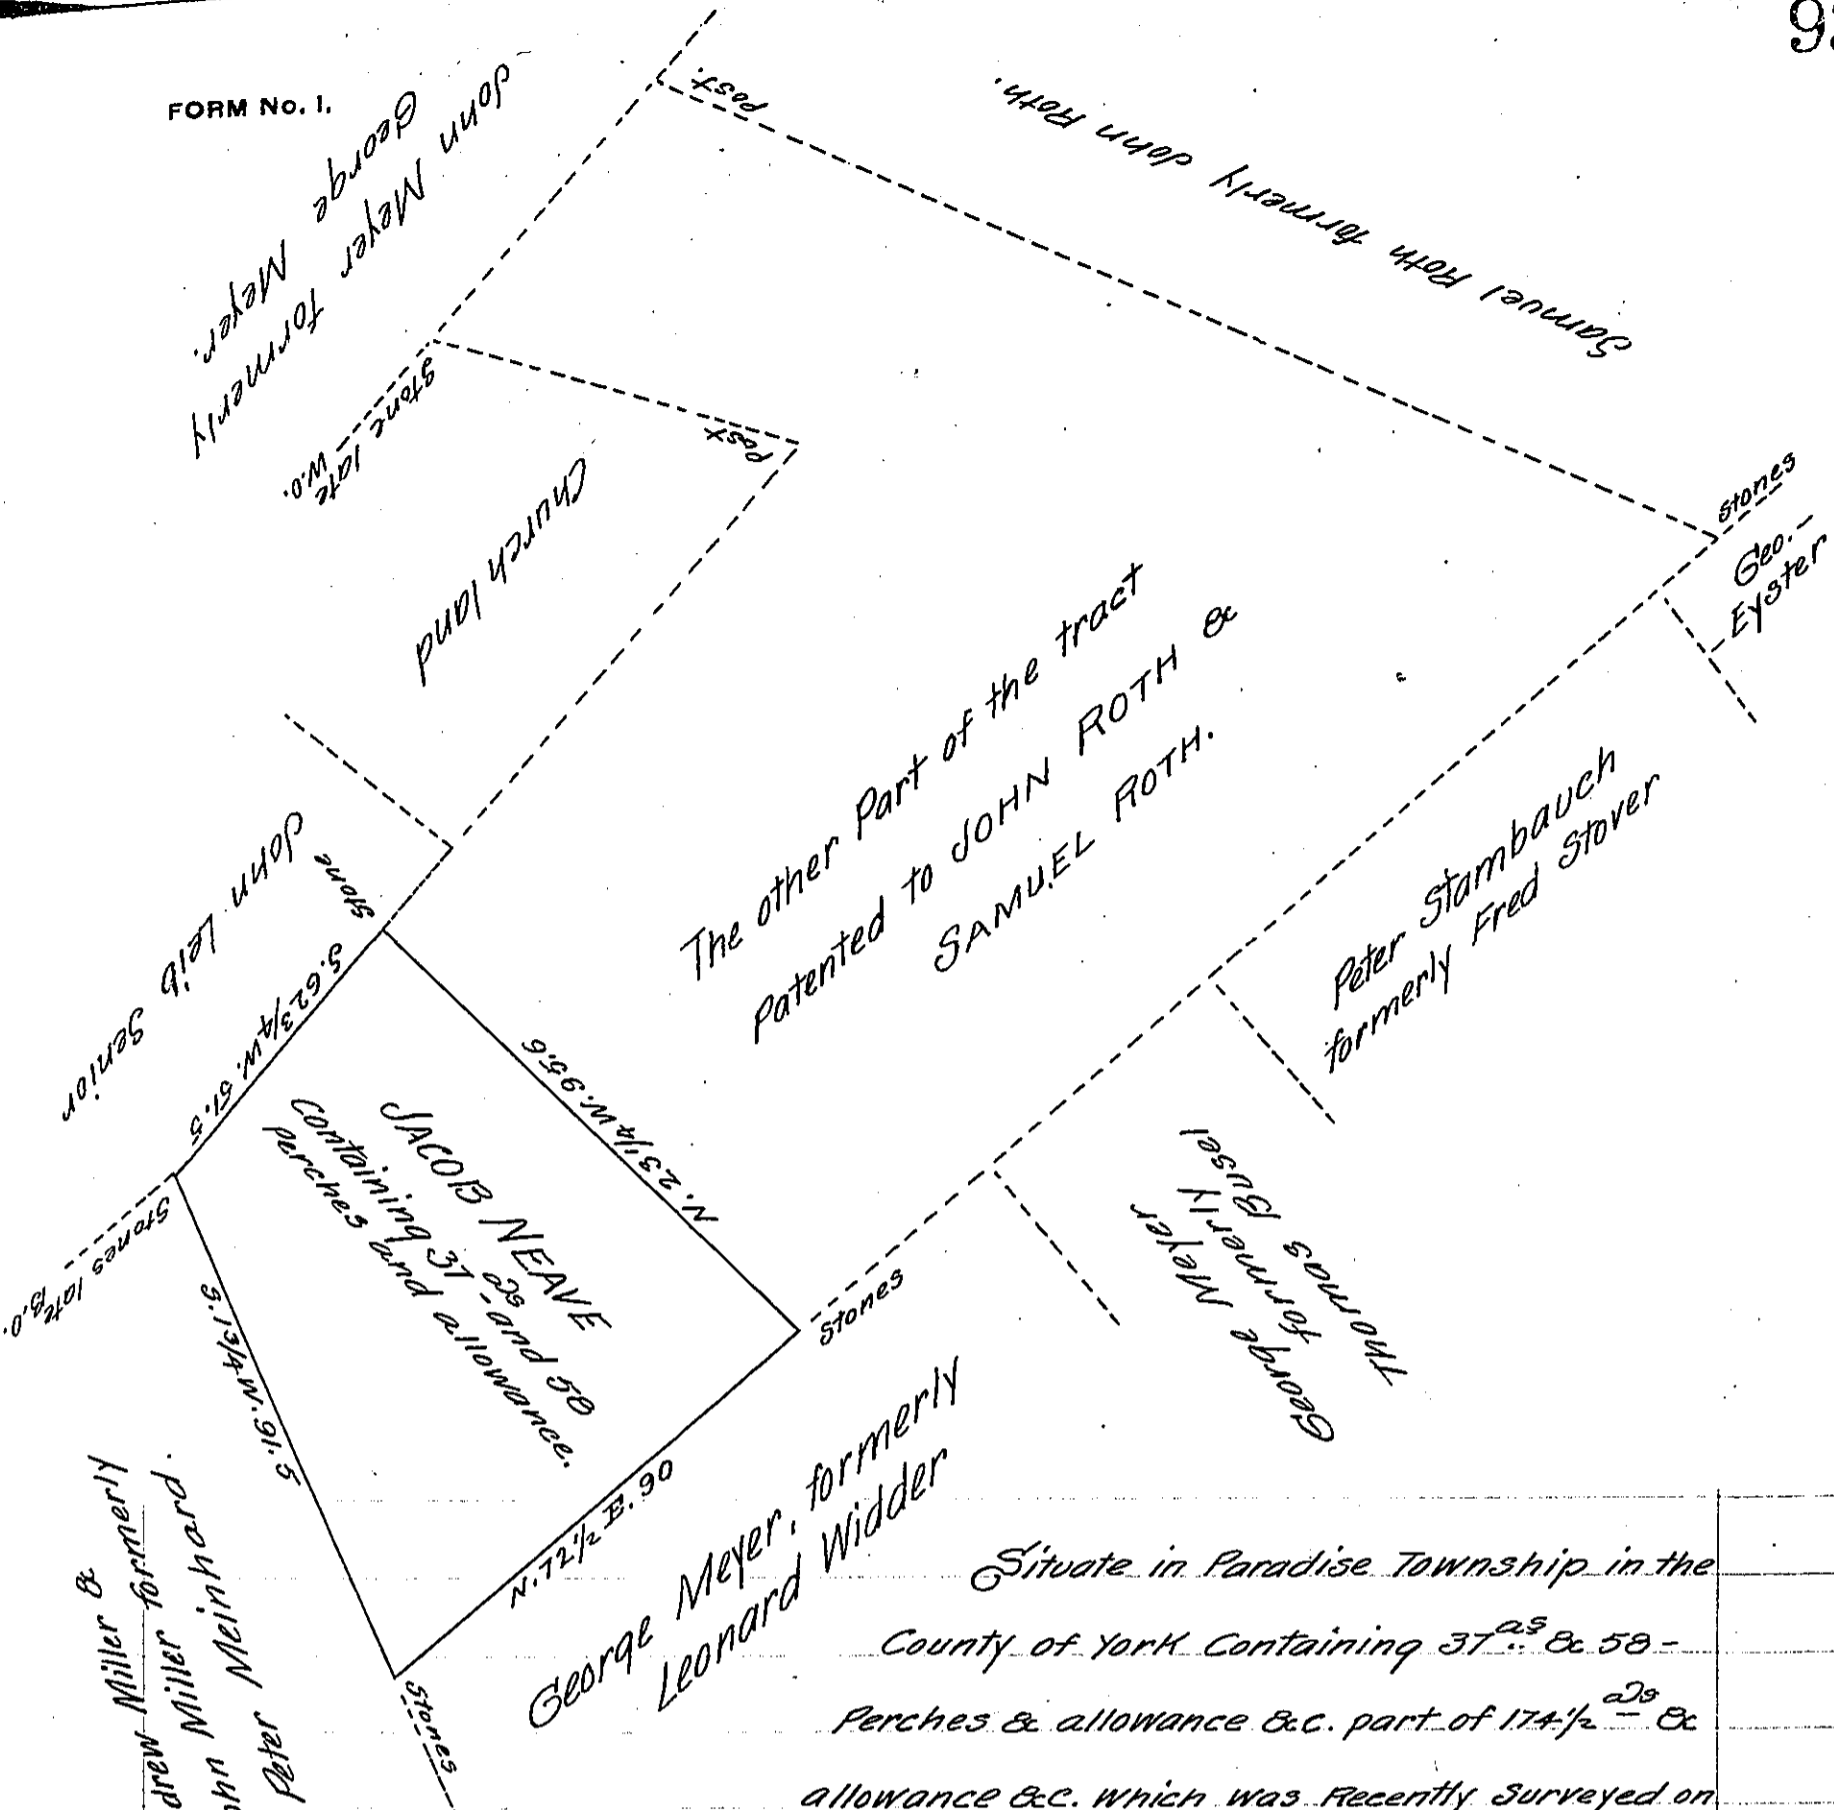 FORM No. 1.
John Meyer formerly
George Meyer.
Post.
Samuel Roth formerly John Roth.
Stone late
W.O.
Post
Church land
Stones
Geo.
Eyster
The other Part of the tract
Patented to JOHN ROTH &
SAMUEL ROTH.
Peter Stambauch
formerly Fred Stover
John Leib Senior
Stone
S. 62 3/4 W. 51.5
N. 23 1/4 W. 95.6
JACOB NEAVE
Containing 37 as and 58
perches and allowance.
Stones late
B.O.
S. 1 3/4 W. 91.5
N. 72 1/2 E. 90
Stones
Thomas Busel
formerly
George Meyer
George Meyer, formerly
Leonard Widder
drew Miller &
hn Miller formerly
Peter Meinhard.
Stones
Situate in Paradise Township in the
County of York Containing 37 as & 58 -
Perches & allowance &c. part of 174 1/2 as &
allowance &c. which was Recently Surveyed on